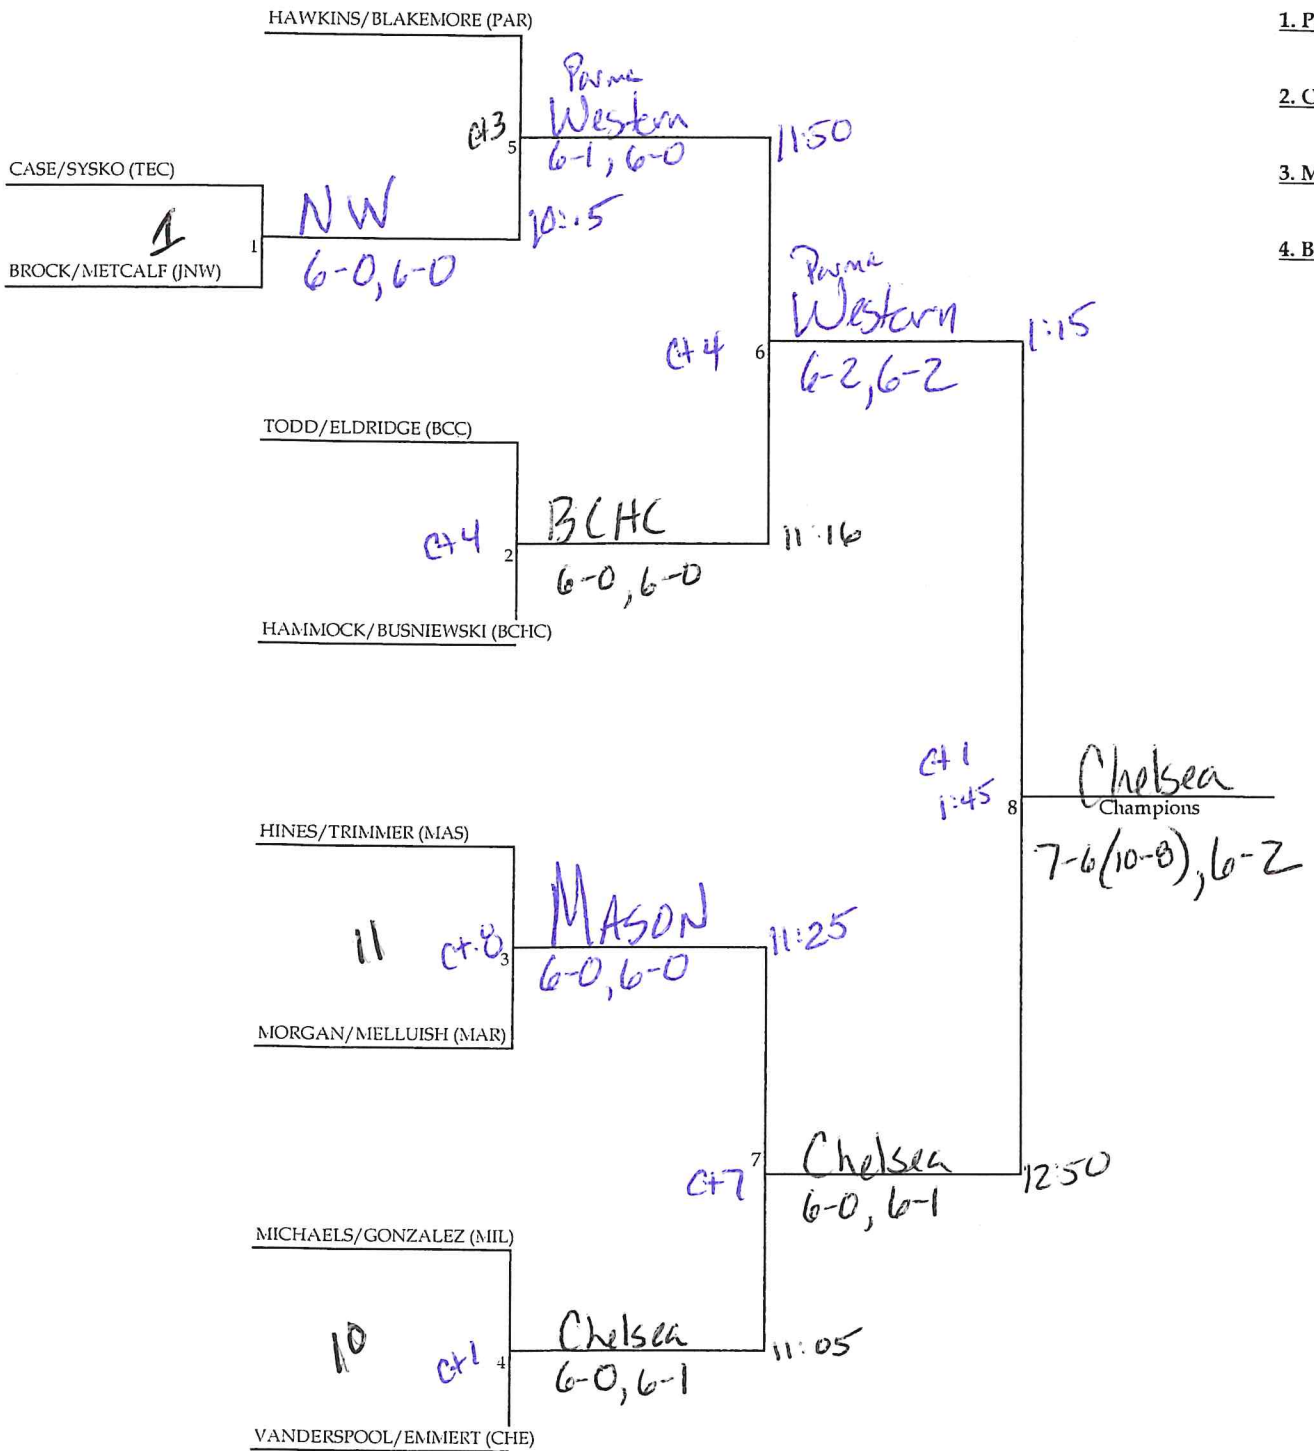 HAWKINS/BLAKEMORE (PAR)
1. P
Parma
Western
ct 3
5
6-1, 6-0
11:50
2. C
CASE/SYSKO (TEC)
3. M
1
1
NW
6-0, 6-0
BROCK/METCALF (JNW)
4. B
Parma
Western
ct 4
6
6-2, 6-2
1:15
TODD/ELDRIDGE (BCC)
ct 4
2
BCHC
6-0, 6-0
11:16
HAMMOCK/BUSNIEWSKI (BCHC)
ct 1
1:45
8
Chelsea
Champions
7-6(10-8), 6-2
HINES/TRIMMER (MAS)
11
ct. 8
3
MASON
6-0, 6-0
11:25
MORGAN/MELLUISH (MAR)
ct 7
7
Chelsea
6-0, 6-1
12:50
MICHAELS/GONZALEZ (MIL)
10
ct 1
4
Chelsea
6-0, 6-1
11:05
VANDERSPOOL/EMMERT (CHE)